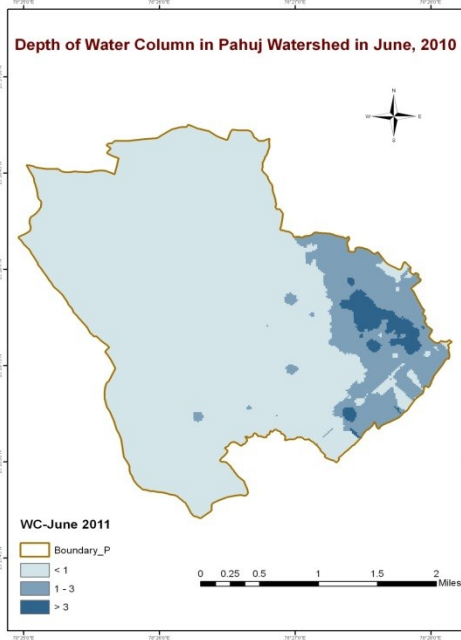 Depth of Water Column in Pahuj Watershed in June, 2010
N
W E
S
WC-June 2011
Boundary_P
< 1
1 - 3
> 3
0 0.25 0.5 1 1.5 2
Miles